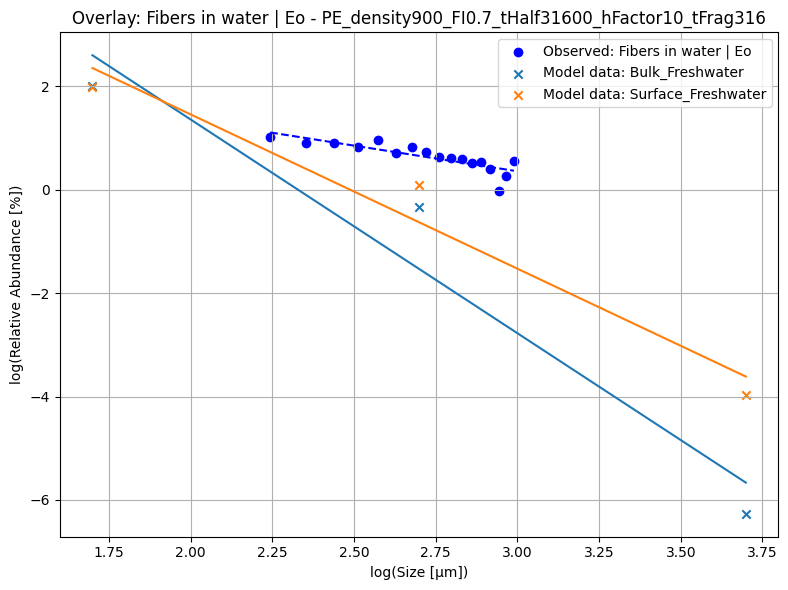 Overlay: Fibers in water | Eo - PE_density900_FI0.7_tHalf31600_hFactor10_tFrag316
Observed: Fibers in water | Eo
Model data: Bulk_Freshwater
Model data: Surface_Freshwater
log(Relative Abundance [%])
2
0
−2
−4
−6
1.75 2.00 2.25 2.50 2.75 3.00 3.25 3.50 3.75
log(Size [µm])